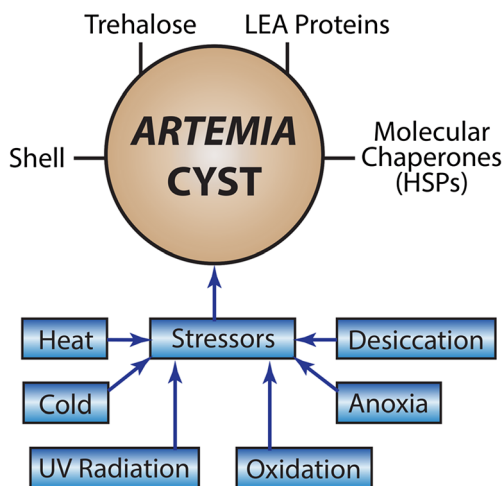 Trehalose
LEA Proteins
ARTEMIA
CYST
Shell
Molecular
Chaperones
(HSPs)
Heat
Stressors
Desiccation
Cold
Anoxia
UV Radiation
Oxidation